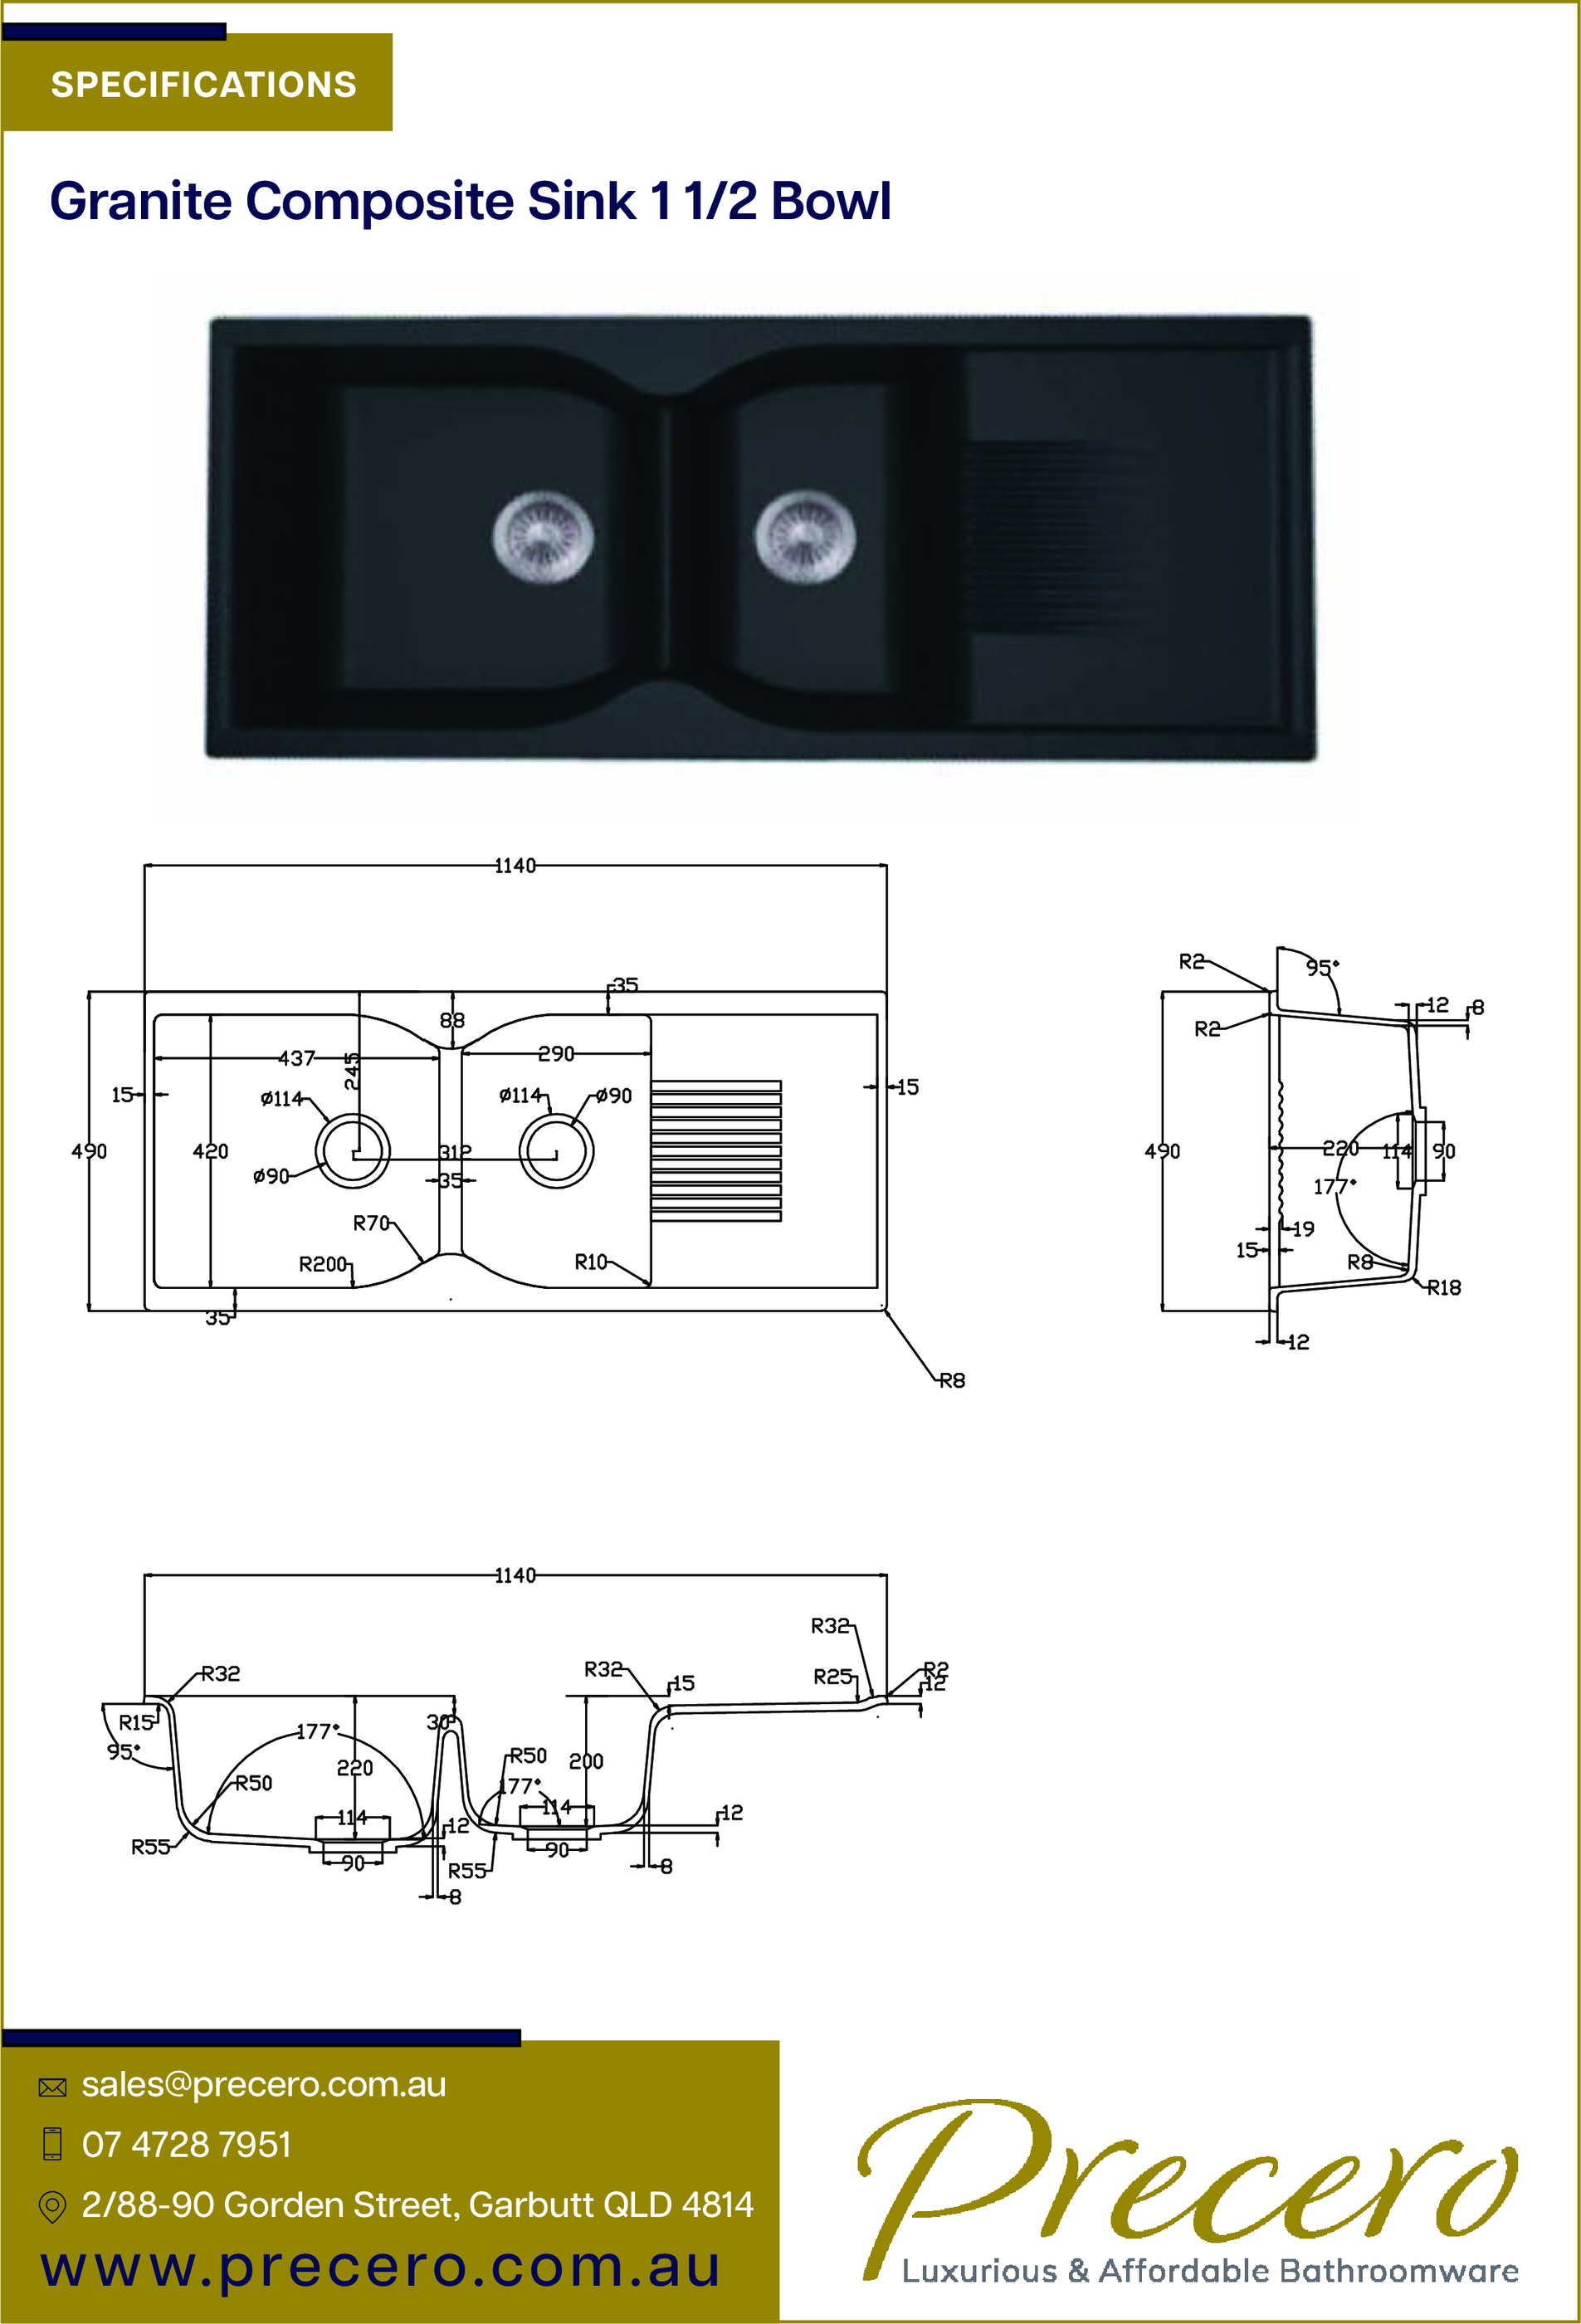 SPECIFICATIONS
Granite Composite Sink 1 1/2 Bowl
1140
35
88
437
245
290
15
Ø114
Ø114
Ø90
15
490
420
312
Ø90
35
R70
R200
R10
35
R8
R2
95°
12
8
R2
490
220
114
90
177°
19
15
R8
R18
12
1140
R32
R32
R32
R25
R2
12
15
R15
30
177°
95°
220
R50
200
R50
177°
114
114
12
12
R55
90
R55
90
8
8
sales@precero.com.au
07 4728 7951
2/88-90 Gorden Street, Garbutt QLD 4814
www.precero.com.au
Precero
Luxurious & Affordable Bathroomware